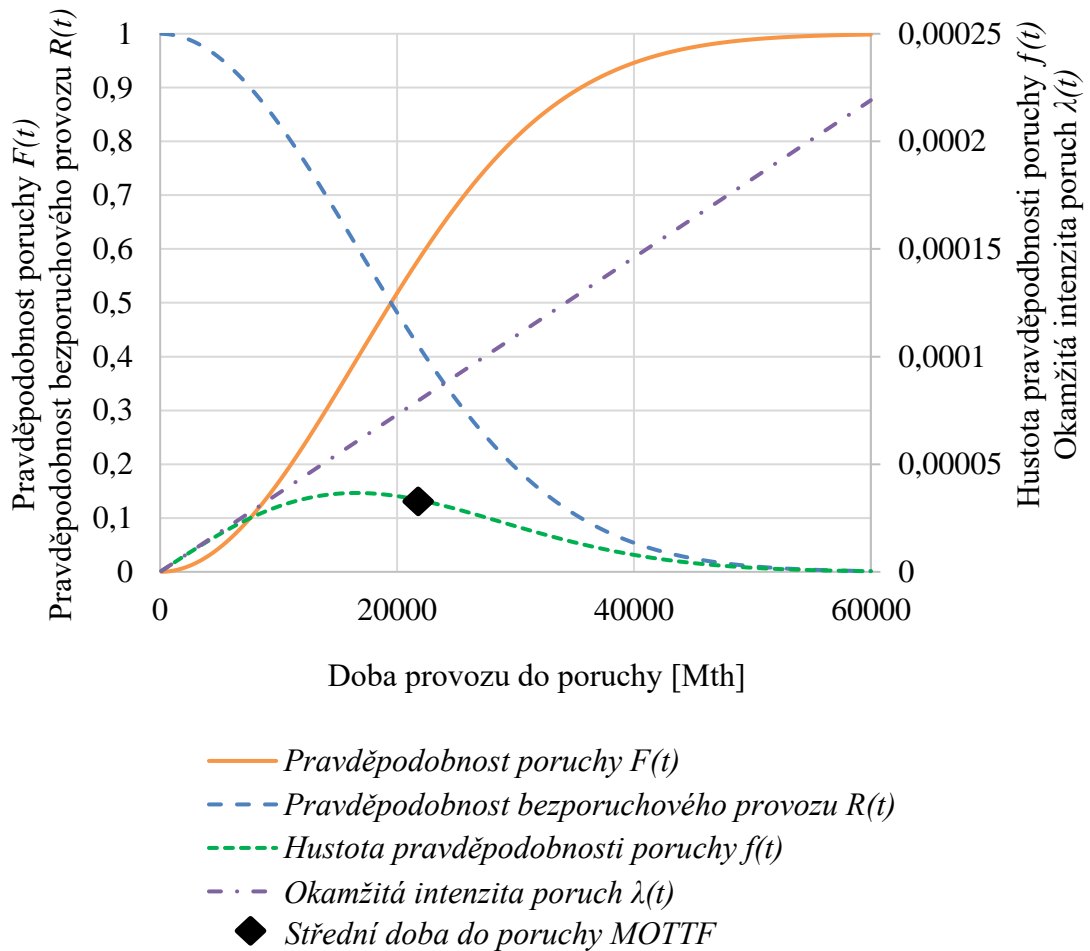 Pravděpodobnost poruchy F(t)
Pravděpodobnost bezporuchového provozu R(t)
1
0,9
0,8
0,7
0,6
0,5
0,4
0,3
0,2
0,1
0
0,00025
0,0002
0,00015
0,0001
0,00005
0
Hustota pravděpodbnosti poruchy f(t)
Okamžitá intenzita poruch λ(t)
0 20000 40000 60000
Doba provozu do poruchy [Mth]
Pravděpodobnost poruchy F(t)
Pravděpodobnost bezporuchového provozu R(t)
Hustota pravděpodobnosti poruchy f(t)
Okamžitá intenzita poruch λ(t)
Střední doba do poruchy MOTTF